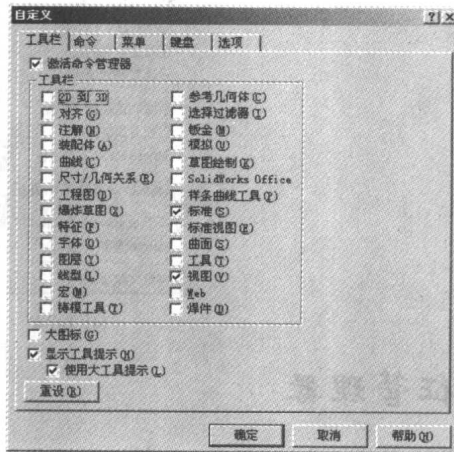 自定义
工具栏 命令 菜单 键盘 选项
激活命令管理器
工具栏
2D 到 3D
对齐(G)
注解(N)
装配体(A)
曲线(C)
尺寸/几何关系(R)
工程图(D)
爆炸草图(X)
特征(F)
字体(O)
图层(Y)
线型(L)
宏(M)
铸模工具(T)
参考几何体(C)
选择过滤器(I)
钣金(H)
模拟(U)
草图绘制(K)
SolidWorks Office
样条曲线工具(P)
标准(S)
标准视图(E)
曲面(S)
工具(T)
视图(V)
Web
焊件(D)
大图标(G)
显示工具提示(H)
使用大工具提示(L)
重设(R)
确定 取消 帮助(H)